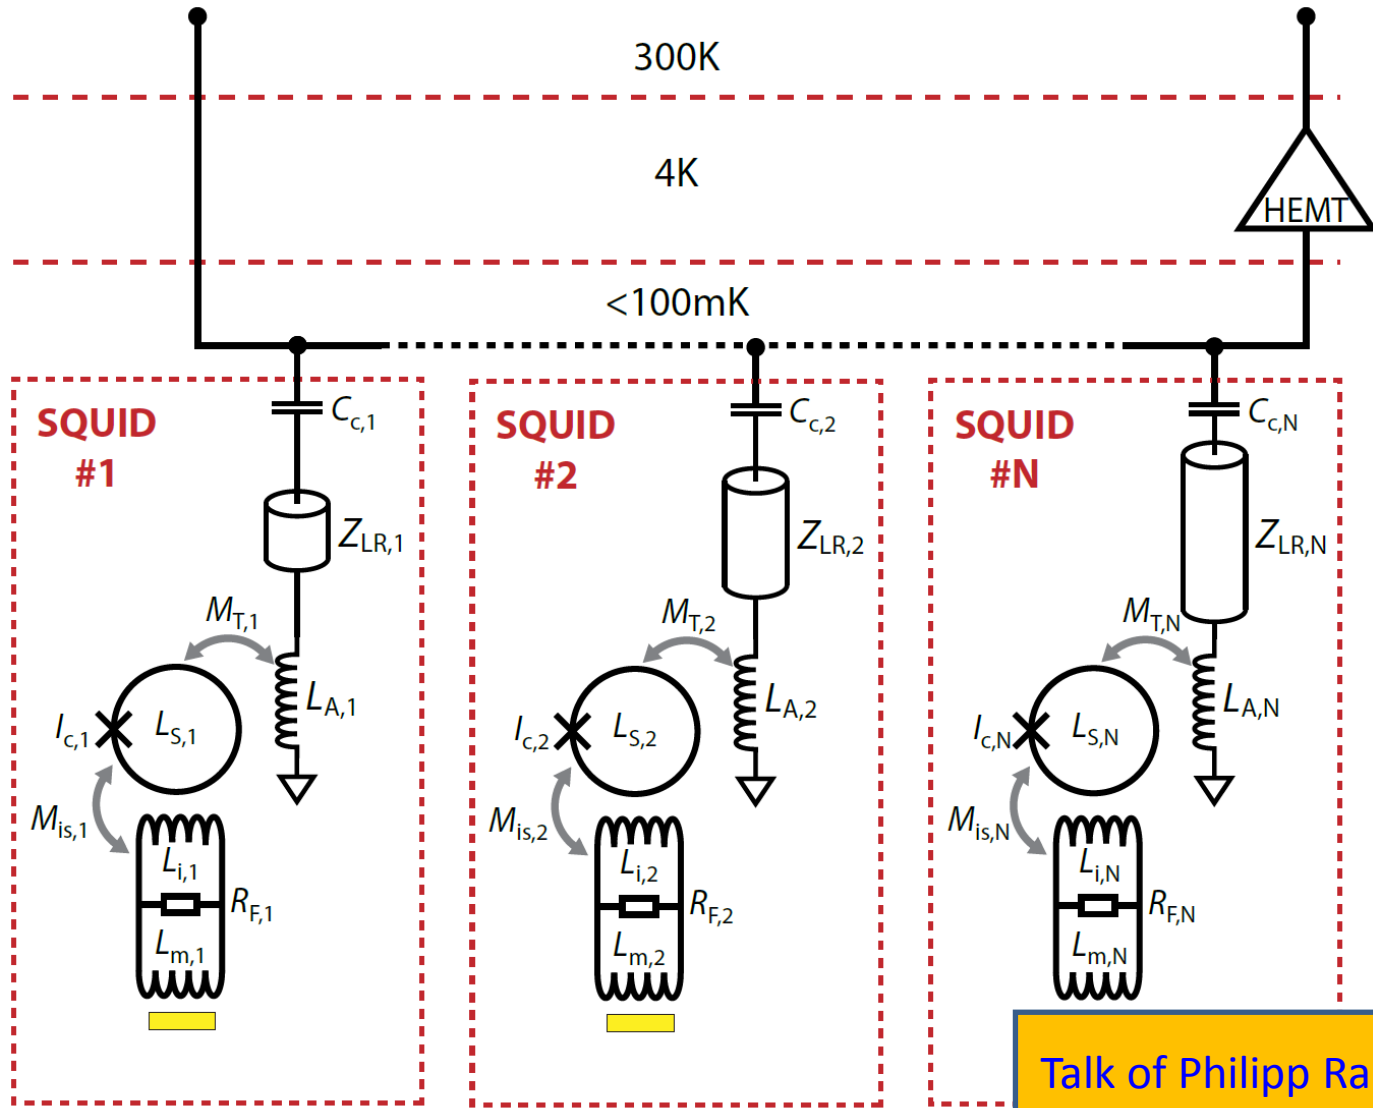 300K
4K
HEMT
<100mK
SQUID
#1
C_c,1
Z_LR,1
M_T,1
L_A,1
I_c,1
L_S,1
M_is,1
L_i,1
R_F,1
L_m,1
SQUID
#2
C_c,2
Z_LR,2
M_T,2
L_A,2
I_c,2
L_S,2
M_is,2
L_i,2
R_F,2
L_m,2
SQUID
#N
C_c,N
Z_LR,N
M_T,N
L_A,N
I_c,N
L_S,N
M_is,N
L_i,N
R_F,N
L_m,N
Talk of Philipp Ra